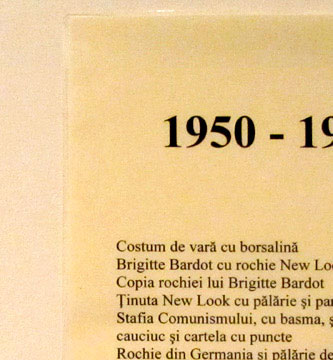 1950 - 19
Costum de vară cu borsalină
Brigitte Bardot cu rochie New Lo
Copia rochiei lui Brigitte Bardot
Ţinuta New Look cu pălărie şi pa
Stafia Comunismului, cu basma, ş
cauciuc şi cartela cu puncte
Rochie din Germania şi pălărie de